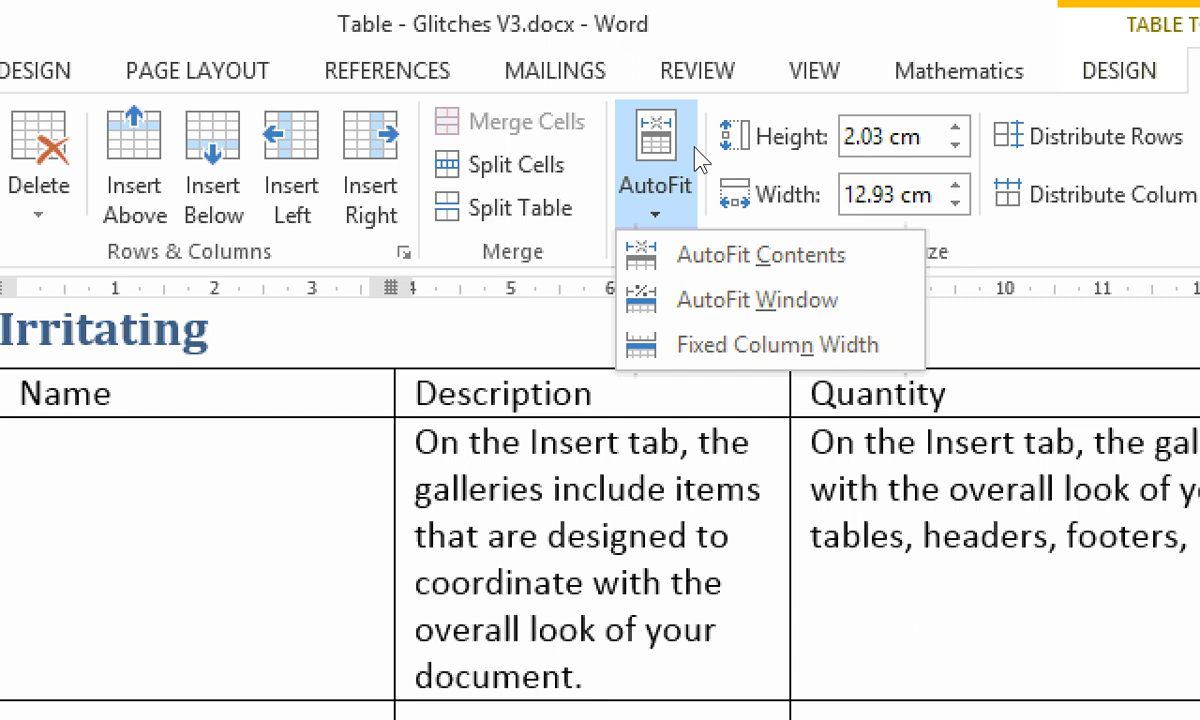 Table - Glitches V3.docx - Word
TABLE T
DESIGN PAGE LAYOUT REFERENCES MAILINGS REVIEW VIEW Mathematics DESIGN
Delete
Insert Above
Insert Below
Insert Left
Insert Right
Rows & Columns
Merge Cells
Split Cells
Split Table
Merge
AutoFit
Height: 2.03 cm
Width: 12.93 cm
Distribute Rows
Distribute Colum
ze
AutoFit Contents
AutoFit Window
Fixed Column Width
1 2 3 4 5 6 10 11 1
Irritating
Name Description Quantity
On the Insert tab, the
galleries include items
that are designed to
coordinate with the
overall look of your
document.
On the Insert tab, the gal
with the overall look of y
tables, headers, footers,